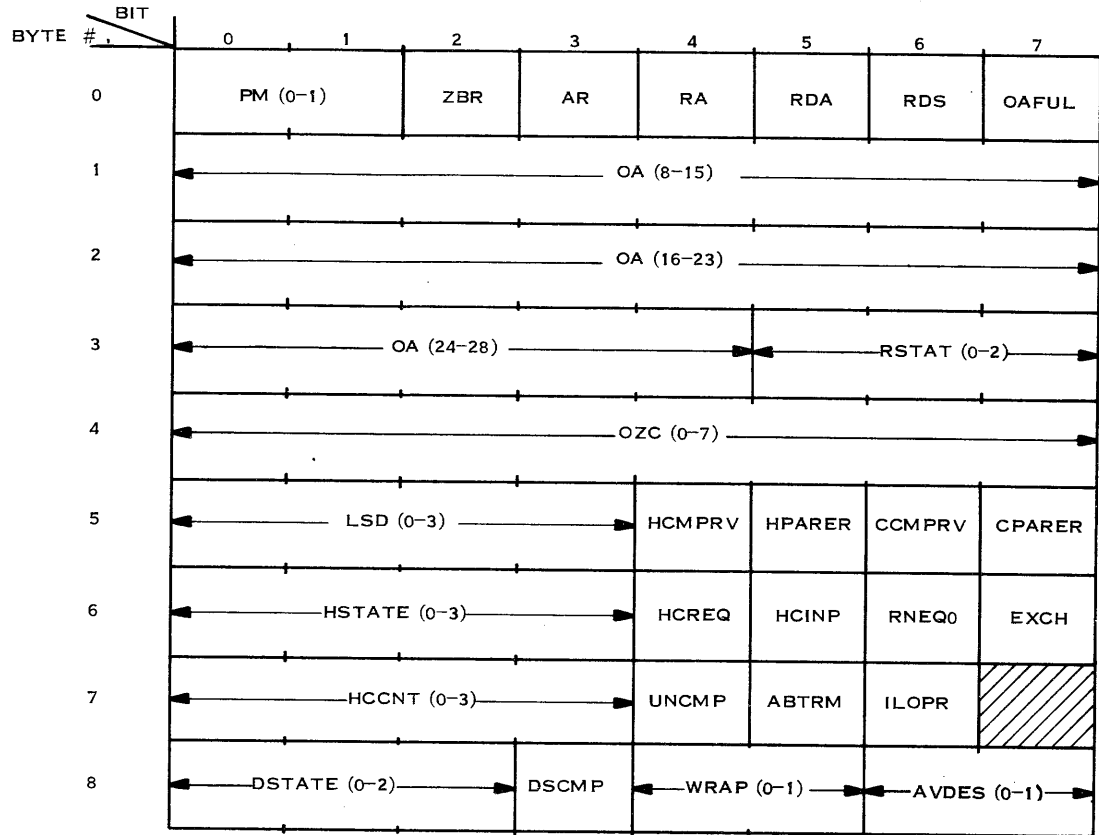 BIT
BYTE #,
0 1 2 3 4 5 6 7
0 PM (0-1) ZBR AR RA RDA RDS OAFUL
1 OA (8-15)
2 OA (16-23)
3 OA (24-28) RSTAT (0-2)
4 OZC (0-7)
5 LSD (0-3) HCMPRV HPARER CCMPRV CPARER
6 HSTATE (0-3) HCREQ HCINP RNEQ0 EXCH
7 HCCNT (0-3) UNCMP ABTRM ILOPR
8 DSTATE (0-2) DSCMP WRAP (0-1) AVDES (0-1)